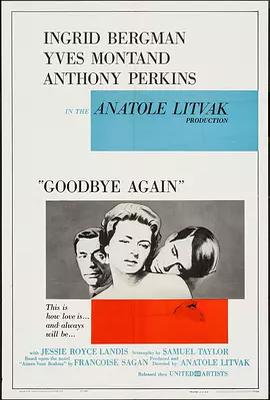 INGRID BERGMAN
YVES MONTAND
ANTHONY PERKINS
IN THE ANATOLE LITVAK
PRODUCTION
"GOODBYE AGAIN"
This is
how love is...
and always
will be...
with JESSIE ROYCE LANDIS Screenplay by SAMUEL TAYLOR
Based upon the novel Produced and
"Aimez-Vous Brahms" by FRANCOISE SAGAN Directed by ANATOLE LITVAK
Released thru UNITED ARTISTS